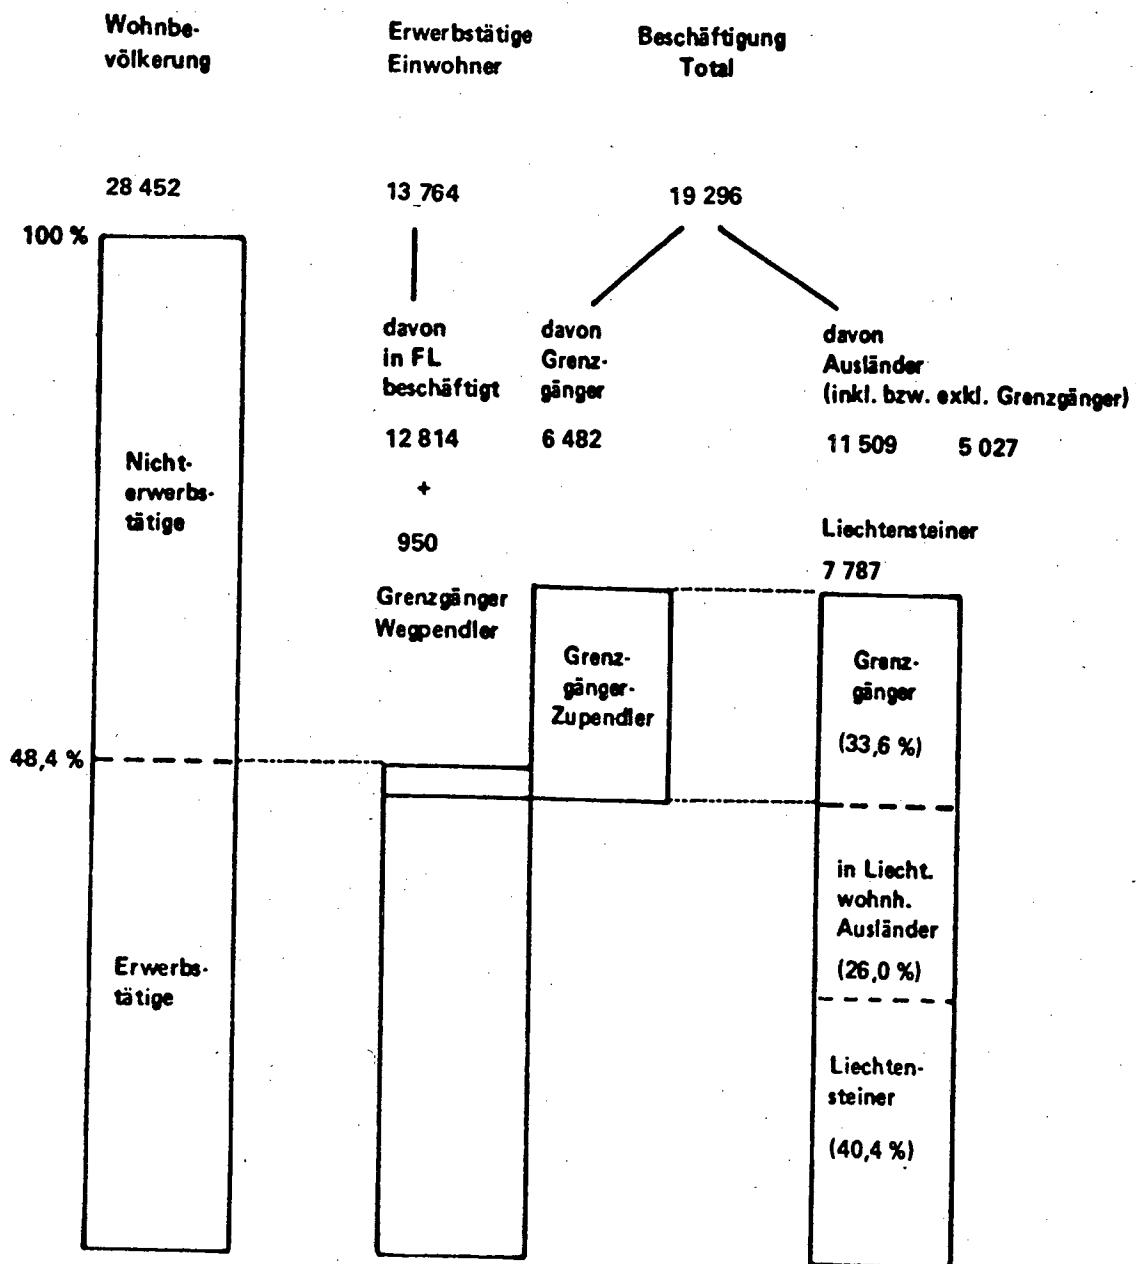 Wohnbe-
völkerung
Erwerbstätige
Einwohner
Beschäftigung
Total
28 452
13 764
19 296
100 %
davon
in FL
beschäftigt
davon
Grenz-
gänger
davon
Ausländer
(inkl. bzw. exkl. Grenzgänger)
12 814
6 482
11 509
5 027
+
950
Grenzgänger
Wegpendler
Liechtensteiner
7 787
Nicht-
erwerbs-
tätige
Grenz-
gänger-
Zupendler
Grenz-
gänger
(33,6 %)
48,4 %
in Liecht.
wohnh.
Ausländer
(26,0 %)
Erwerbs-
tätige
Liechten-
steiner
(40,4 %)